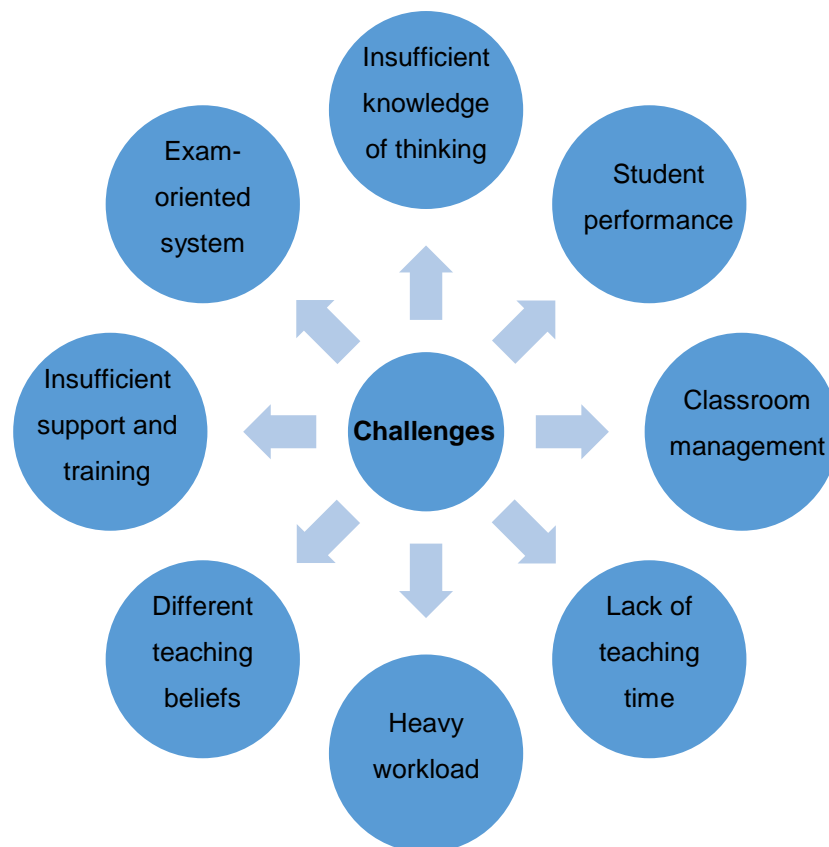 Insufficient
knowledge
of thinking
Student
performance
Classroom
management
Lack of
teaching
time
Heavy
workload
Different
teaching
beliefs
Insufficient
support and
training
Exam-
oriented
system
Challenges